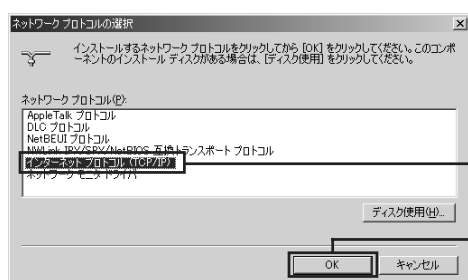 ネットワーク プロトコルの選択
インストールするネットワーク プロトコルをクリックしてから [OK] をクリックしてください。このコンポ
ーネントのインストール ディスクがある場合は、[ディスク使用] をクリックしてください。
ネットワーク プロトコル(P):
AppleTalk プロトコル
DLC プロトコル
NetBEUI プロトコル
NWLink IPX/SPX/NetBIOS 互換トランスポート プロトコル
インターネット プロトコル (TCP/IP)
ネットワーク モニタ ドライバ
ディスク使用(H)...
OK
キャンセル